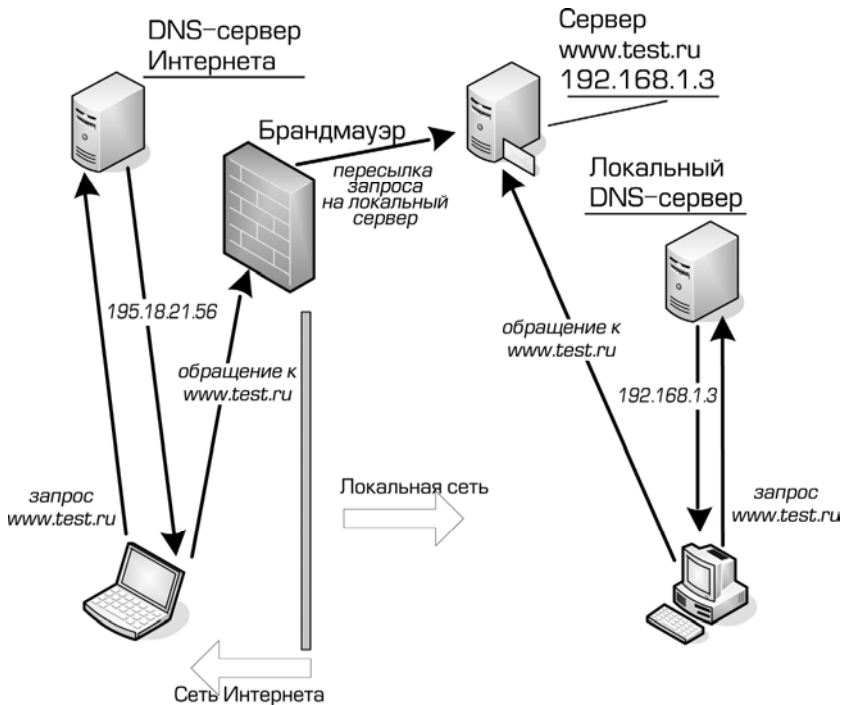 DNS-сервер
Интернета
Сервер
www.test.ru
192.168.1.3
Брандмауэр
пересылка
запроса
на локальный
сервер
Локальный
DNS-сервер
195.18.21.56
обращение к
www.test.ru
обращение к
www.test.ru
192.168.1.3
запрос
www.test.ru
Локальная сеть
запрос
www.test.ru
Сеть Интернета